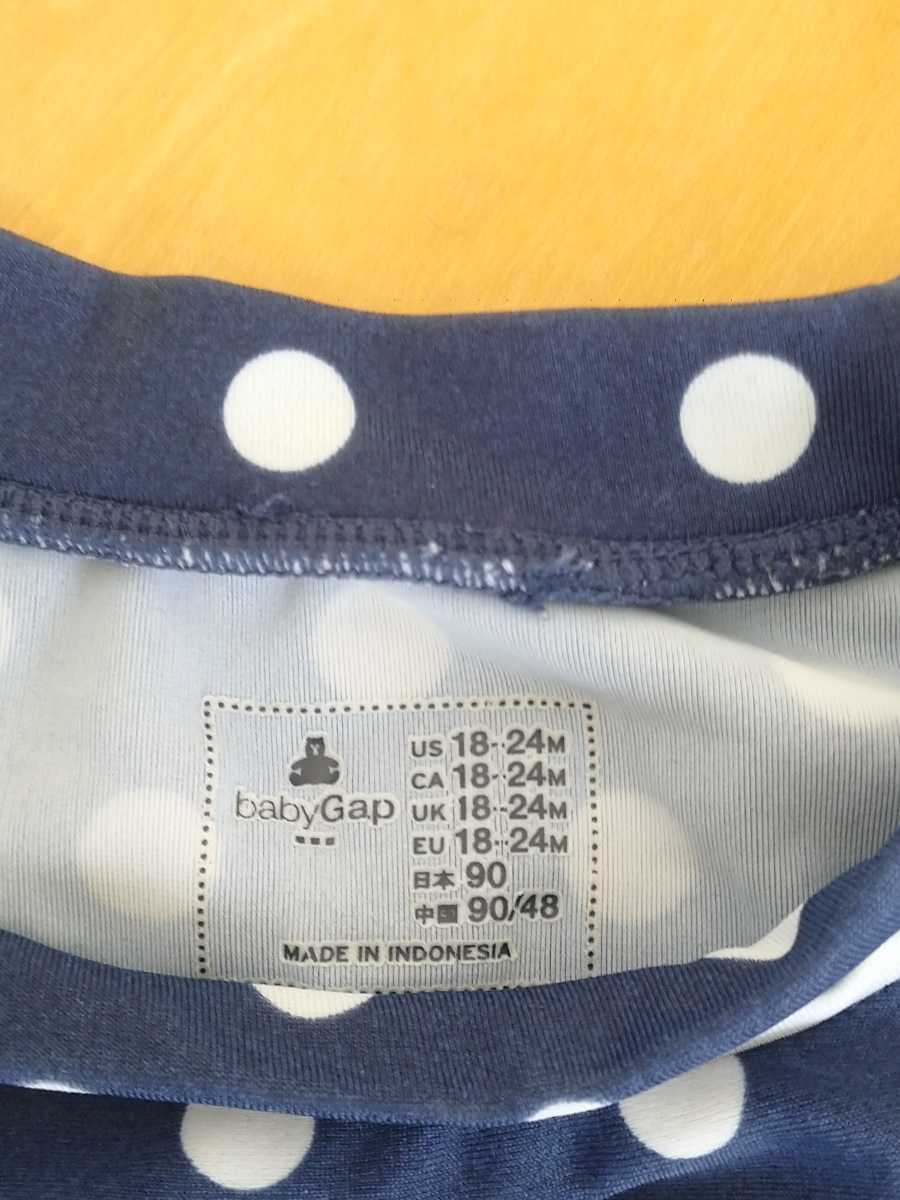 babyGap
US 18-24M
CA 18-24M
UK 18-24M
EU 18-24M
日本 90
中国 90/48
MADE IN INDONESIA